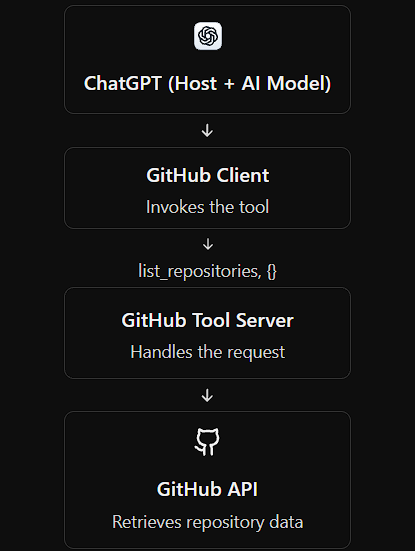 ChatGPT (Host + AI Model)
GitHub Client
Invokes the tool
list_repositories, {}
GitHub Tool Server
Handles the request
GitHub API
Retrieves repository data